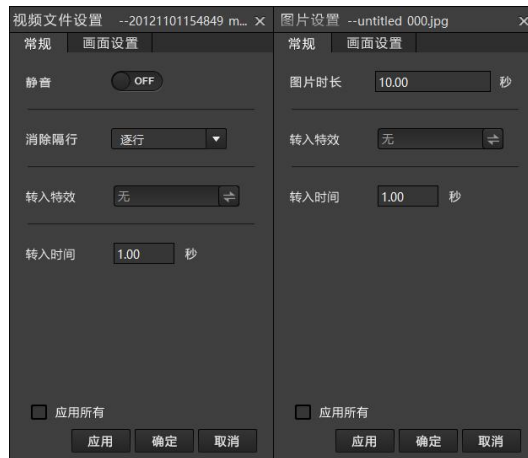 视频文件设置 --20121101154849 m...
常规 画面设置
静音 OFF
消除隔行 逐行
转入特效 无
转入时间 1.00 秒
应用所有
应用 确定 取消
图片设置 --untitled 000.jpg
常规 画面设置
图片时长 10.00 秒
转入特效 无
转入时间 1.00 秒
应用所有
应用 确定 取消